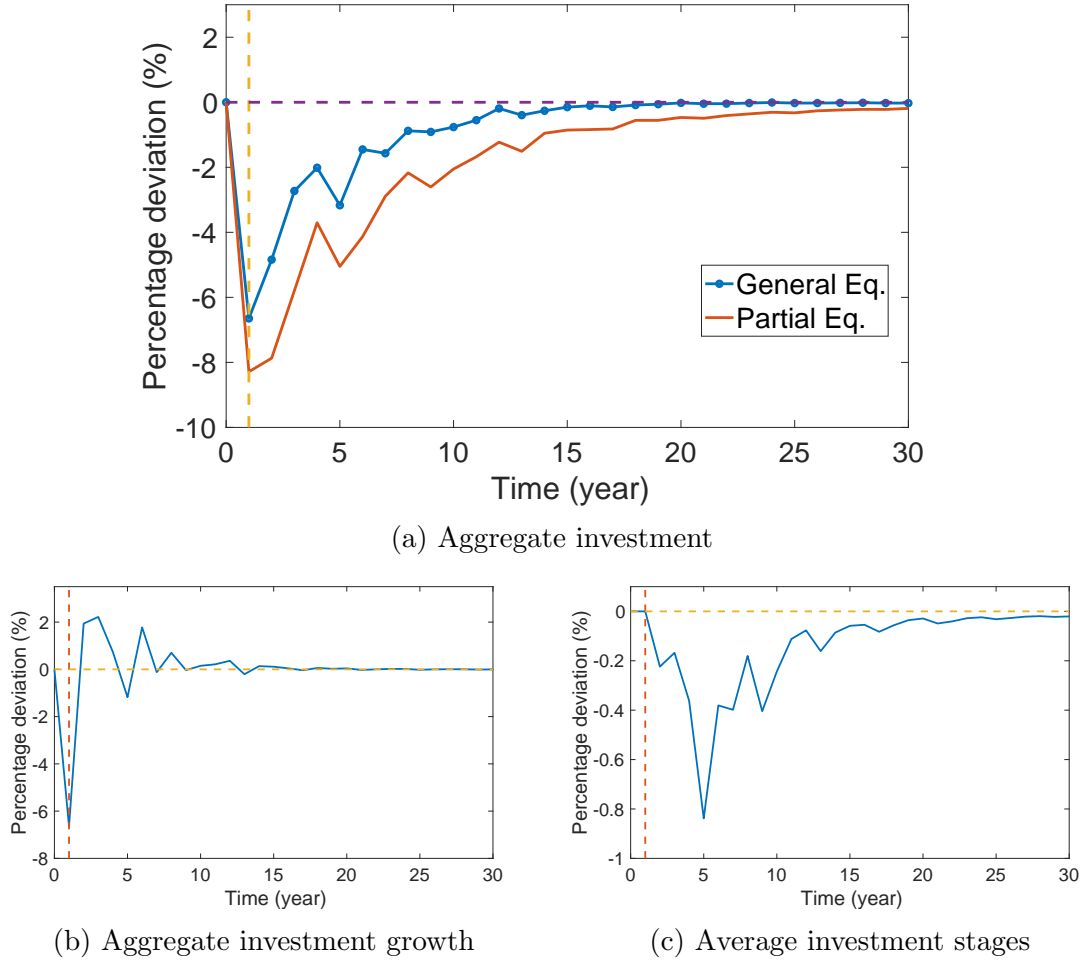 2
0
-2
-4
-6
-8
-10
Percentage deviation (%)
General Eq.
Partial Eq.
0 5 10 15 20 25 30
Time (year)
(a) Aggregate investment
2
0
-2
-4
-6
-8
Percentage deviation (%)
0 5 10 15 20 25 30
Time (year)
(b) Aggregate investment growth
0
-0.2
-0.4
-0.6
-0.8
-1
Percentage deviation (%)
0 5 10 15 20 25 30
Time (year)
(c) Average investment stages